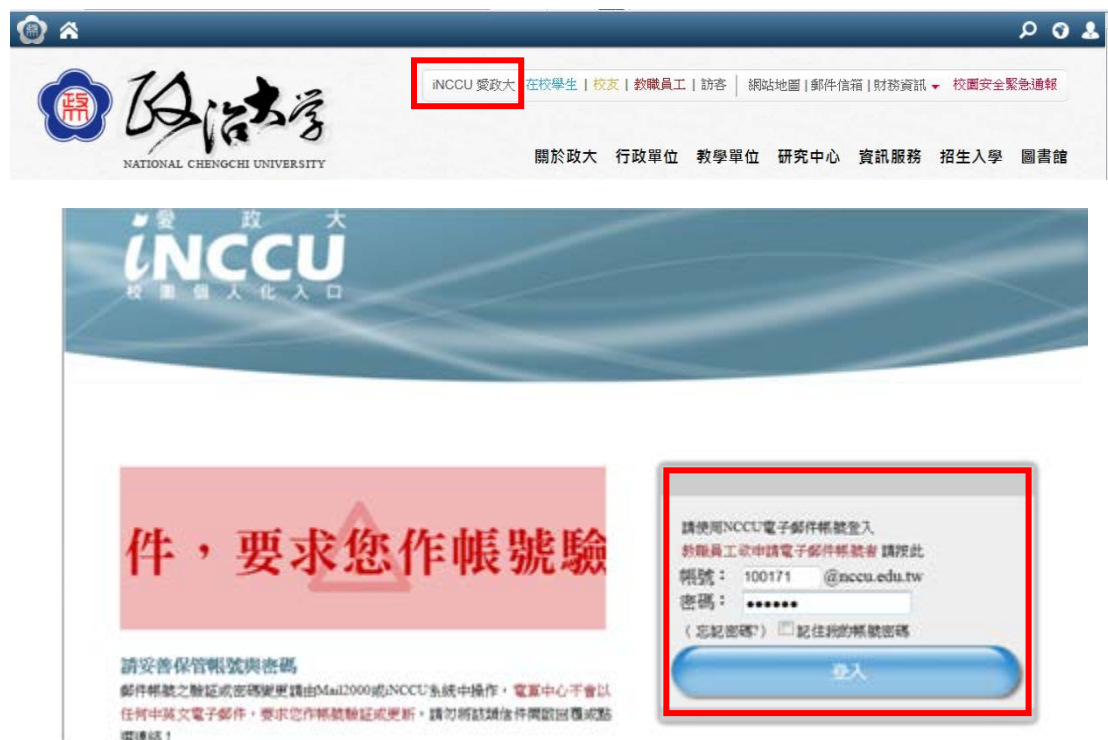 iNCCU 愛政大 在校學生 | 校友 | 教職員工 | 訪客 | 網站地圖 | 郵件信箱 | 財務資訊 校園安全緊急通報
政治大学
NATIONAL CHENGCHI UNIVERSITY
關於政大 行政單位 教學單位 研究中心 資訊服務 招生入學 圖書館
愛政大
iNCCU
校園個人化入口
件，要求您作帳號驗
請使用NCCU電子郵件帳號登入
教職員工欲申請電子郵件帳號者 請按此
帳號： 100171 @nccu.edu.tw
密碼： ••••••
（忘記密碼?） 記住我的帳號密碼
登入
請妥善保管帳號與密碼
郵件帳號之驗証或密碼變更請由Mail2000或iNCCU系統中操作，電算中心不會以
任何中英文電子郵件，要求您作帳號驗証或更新，請勿將該類信件開啟回覆或點
選連結！